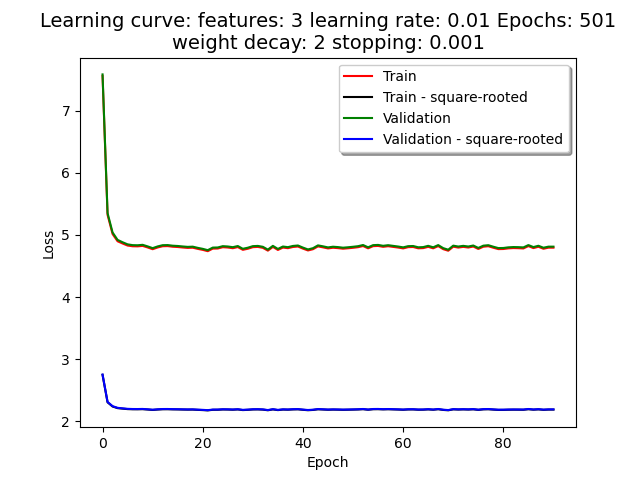 Learning curve: features: 3 learning rate: 0.01 Epochs: 501
weight decay: 2 stopping: 0.001
Train
Train - square-rooted
Validation
Validation - square-rooted
7
6
5
4
3
2
Loss
0 20 40 60 80
Epoch